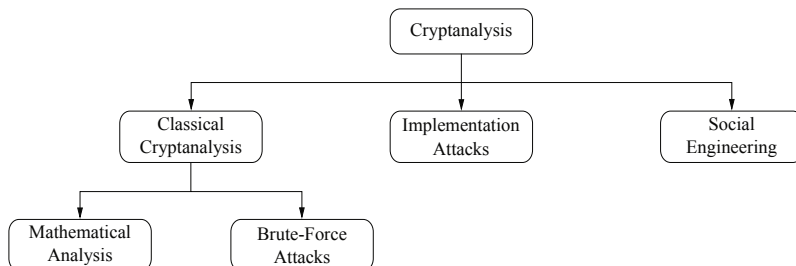 Cryptanalysis
Classical
Cryptanalysis
Implementation
Attacks
Social
Engineering
Mathematical
Analysis
Brute-Force
Attacks